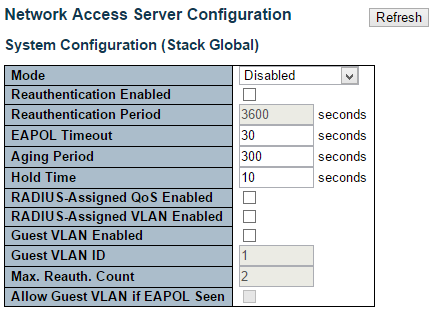 Network Access Server Configuration
Refresh
System Configuration (Stack Global)
Mode Disabled
Reauthentication Enabled
Reauthentication Period 3600 seconds
EAPOL Timeout 30 seconds
Aging Period 300 seconds
Hold Time 10 seconds
RADIUS-Assigned QoS Enabled
RADIUS-Assigned VLAN Enabled
Guest VLAN Enabled
Guest VLAN ID 1
Max. Reauth. Count 2
Allow Guest VLAN if EAPOL Seen